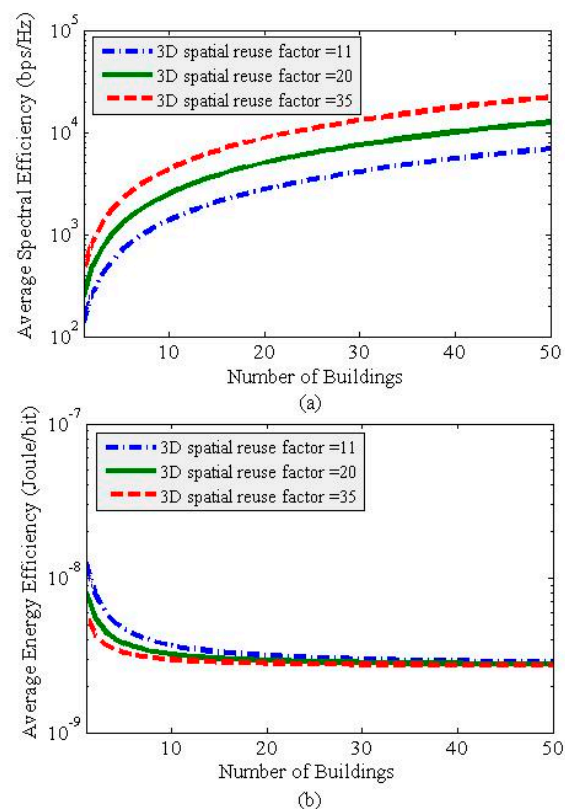 Average Spectral Efficiency (bps/Hz)
10^5
10^4
10^3
10^2
3D spatial reuse factor =11
3D spatial reuse factor =20
3D spatial reuse factor =35
10 20 30 40 50
Number of Buildings
(a)
Average Energy Efficiency (Joule/bit)
10^-7
10^-8
10^-9
3D spatial reuse factor =11
3D spatial reuse factor =20
3D spatial reuse factor =35
10 20 30 40 50
Number of Buildings
(b)